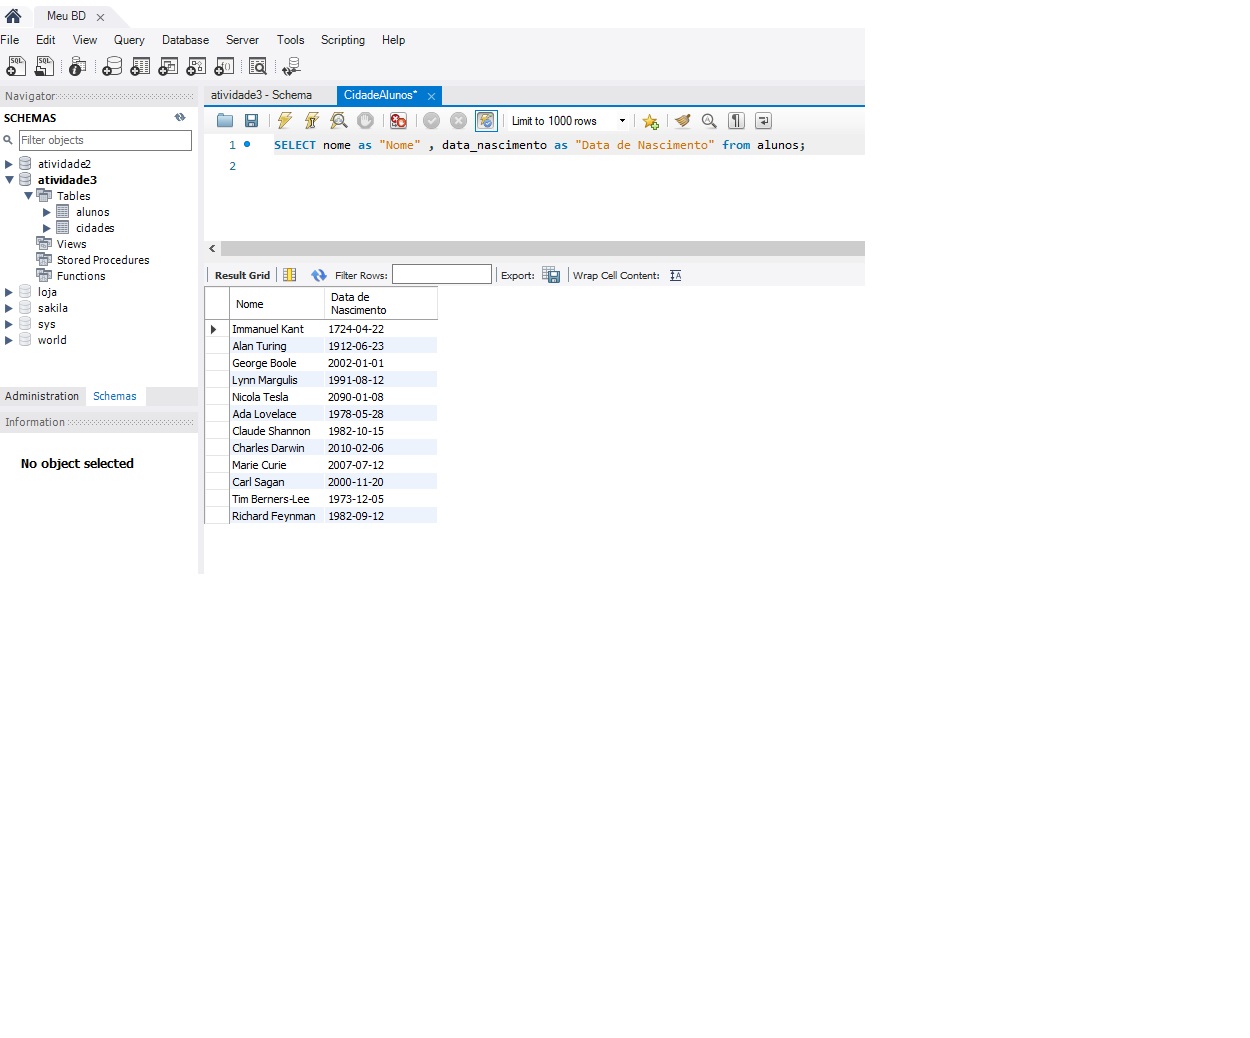 Meu BD
File Edit View Query Database Server Tools Scripting Help
Navigator
SCHEMAS
Filter objects
atividade2
atividade3
Tables
alunos
cidades
Views
Stored Procedures
Functions
loja
sakila
sys
world
Administration Schemas
Information
No object selected
atividade3 - Schema CidadeAlunos*
Limit to 1000 rows
1 SELECT nome as "Nome" , data_nascimento as "Data de Nascimento" from alunos;
2
Result Grid Filter Rows: Export: Wrap Cell Content:
Nome Data de
Nascimento
Immanuel Kant 1724-04-22
Alan Turing 1912-06-23
George Boole 2002-01-01
Lynn Margulis 1991-08-12
Nicola Tesla 2090-01-08
Ada Lovelace 1978-05-28
Claude Shannon 1982-10-15
Charles Darwin 2010-02-06
Marie Curie 2007-07-12
Carl Sagan 2000-11-20
Tim Berners-Lee 1973-12-05
Richard Feynman 1982-09-12